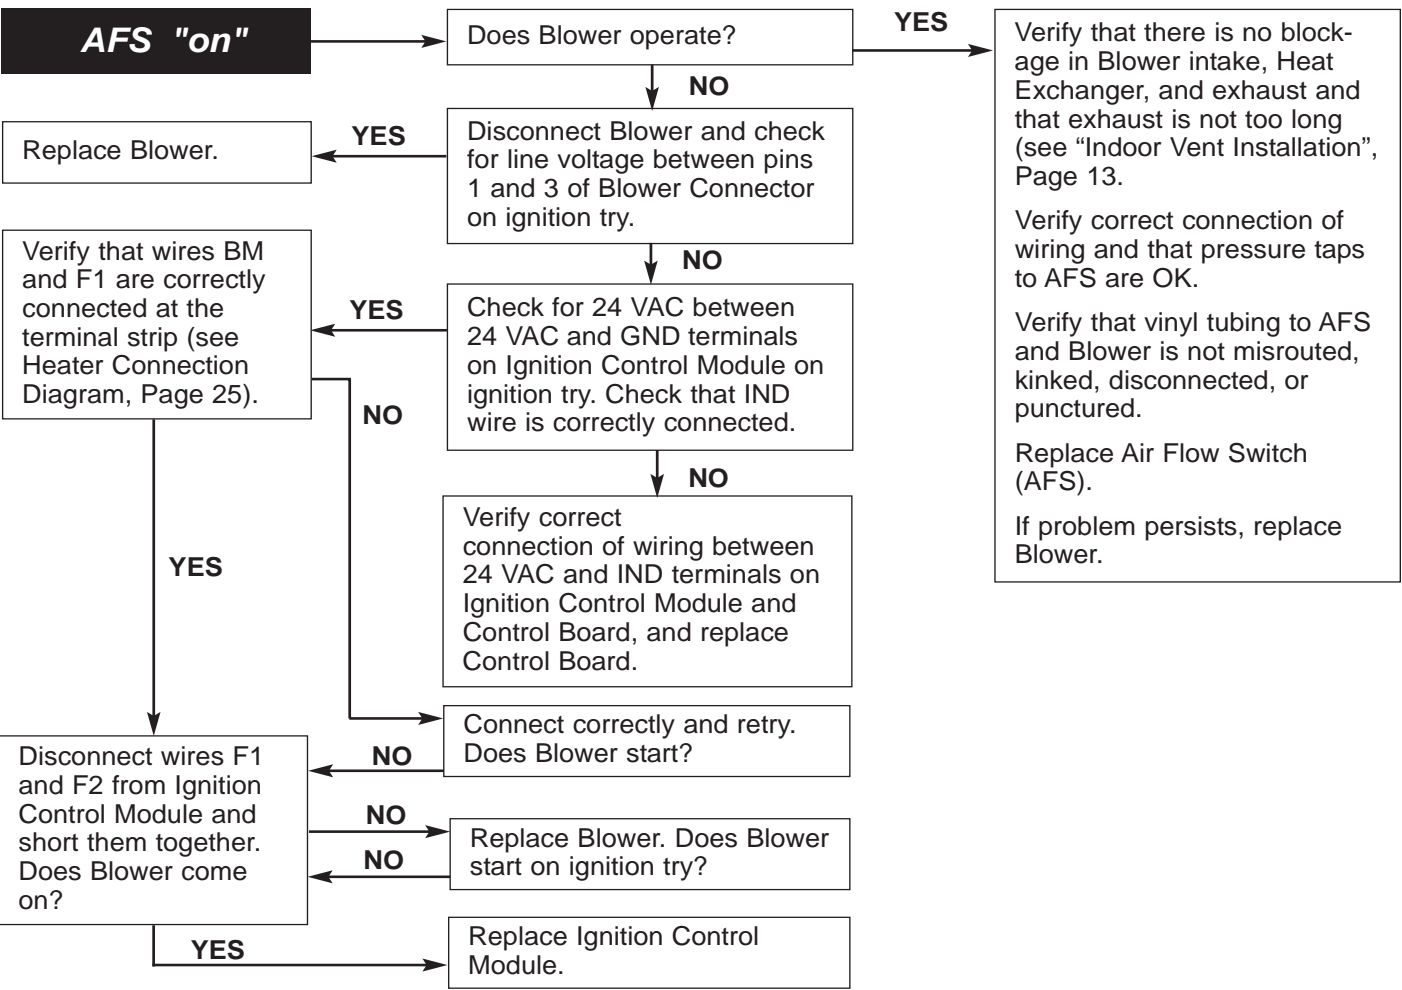 AFS "on"
Does Blower operate?
YES
Verify that there is no block-
age in Blower intake, Heat
Exchanger, and exhaust and
that exhaust is not too long
(see “Indoor Vent Installation”,
Page 13.
Verify correct connection of
wiring and that pressure taps
to AFS are OK.
Verify that vinyl tubing to AFS
and Blower is not misrouted,
kinked, disconnected, or
punctured.
Replace Air Flow Switch
(AFS).
If problem persists, replace
Blower.
NO
Disconnect Blower and check
for line voltage between pins
1 and 3 of Blower Connector
on ignition try.
YES
Replace Blower.
NO
Check for 24 VAC between
24 VAC and GND terminals
on Ignition Control Module on
ignition try. Check that IND
wire is correctly connected.
YES
Verify that wires BM
and F1 are correctly
connected at the
terminal strip (see
Heater Connection
Diagram, Page 25).
NO
NO
Verify correct
connection of wiring between
24 VAC and IND terminals on
Ignition Control Module and
Control Board, and replace
Control Board.
YES
Connect correctly and retry.
Does Blower start?
NO
Disconnect wires F1
and F2 from Ignition
Control Module and
short them together.
Does Blower come
on?
NO
Replace Blower. Does Blower
start on ignition try?
NO
YES
Replace Ignition Control
Module.